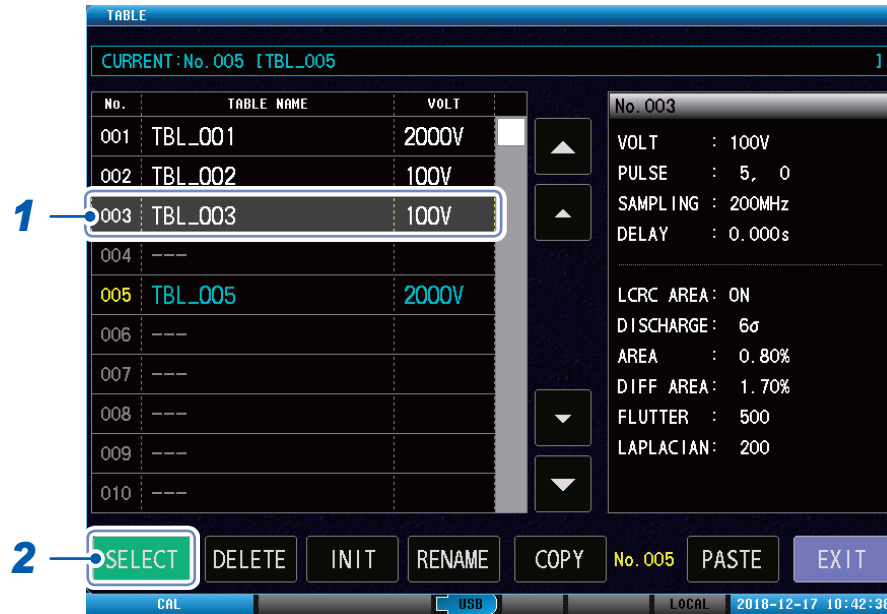 TABLE
CURRENT:No.005 [TBL_005 ]
No. TABLE NAME VOLT
001 TBL_001 2000V
002 TBL_002 100V
1
003 TBL_003 100V
004 ---
005 TBL_005 2000V
006 ---
007 ---
008 ---
009 ---
010 ---
No.003
VOLT : 100V
PULSE : 5, 0
SAMPLING : 200MHz
DELAY : 0.000s
LCRC AREA: ON
DISCHARGE: 6σ
AREA : 0.80%
DIFF AREA: 1.70%
FLUTTER : 500
LAPLACIAN: 200
2
SELECT DELETE INIT RENAME COPY No.005 PASTE EXIT
CAL USB LOCAL 2018-12-17 10:42:38